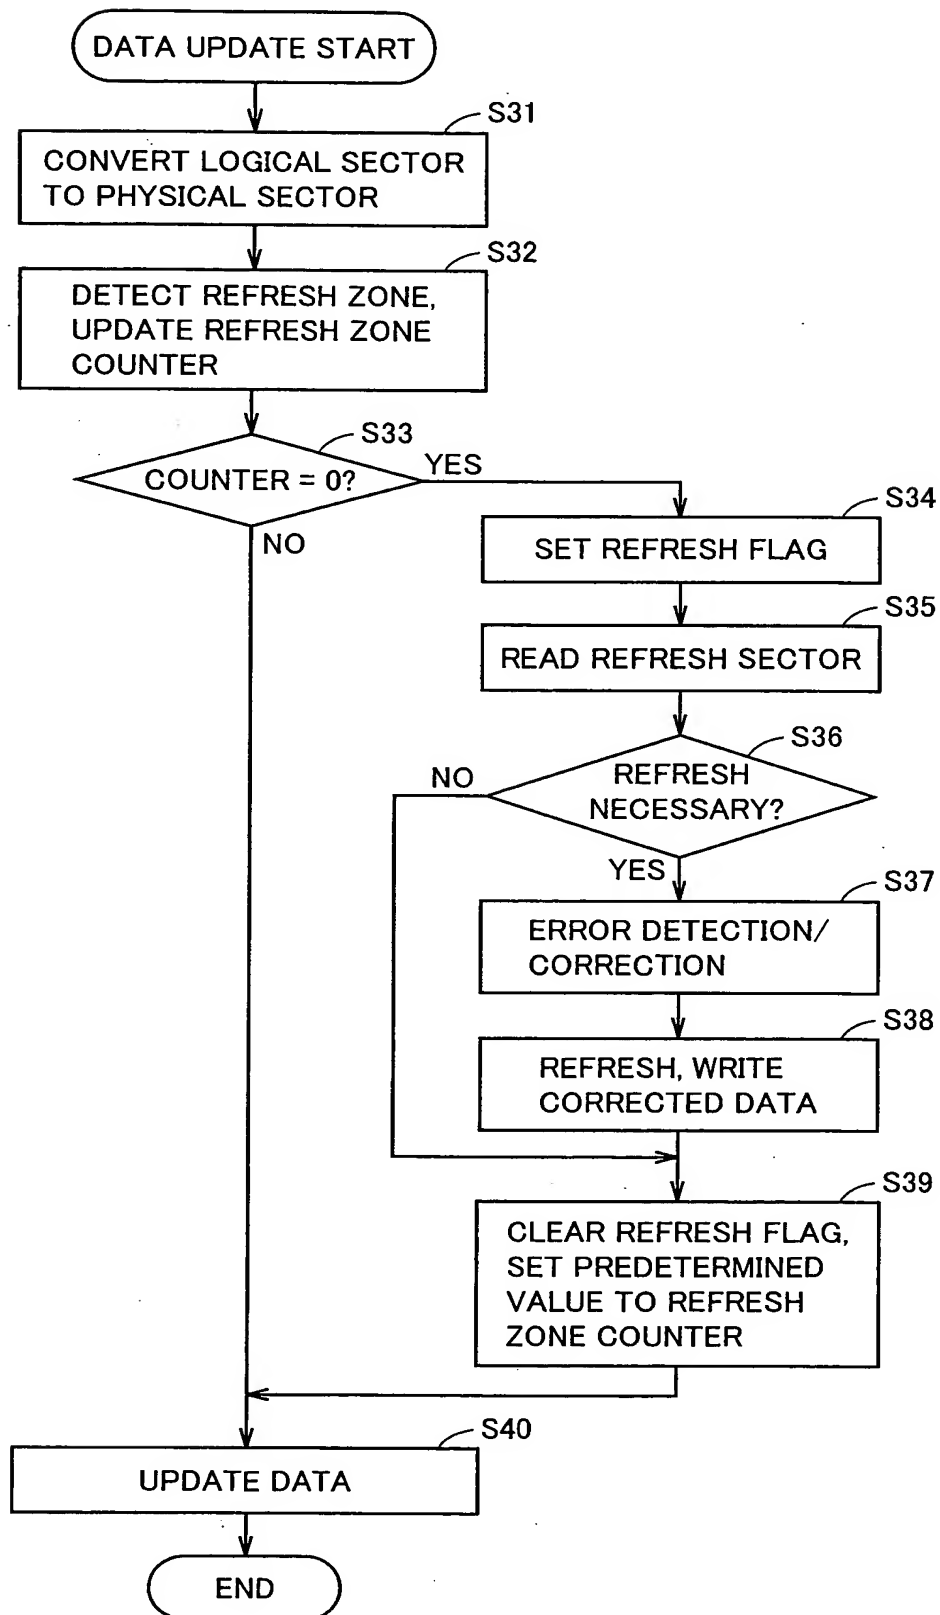 DATA UPDATE START
S31
CONVERT LOGICAL SECTOR
TO PHYSICAL SECTOR
S32
DETECT REFRESH ZONE,
UPDATE REFRESH ZONE
COUNTER
S33
COUNTER = 0?
YES
NO
S34
SET REFRESH FLAG
S35
READ REFRESH SECTOR
S36
REFRESH
NECESSARY?
NO
YES
S37
ERROR DETECTION/
CORRECTION
S38
REFRESH, WRITE
CORRECTED DATA
S39
CLEAR REFRESH FLAG,
SET PREDETERMINED
VALUE TO REFRESH
ZONE COUNTER
S40
UPDATE DATA
END